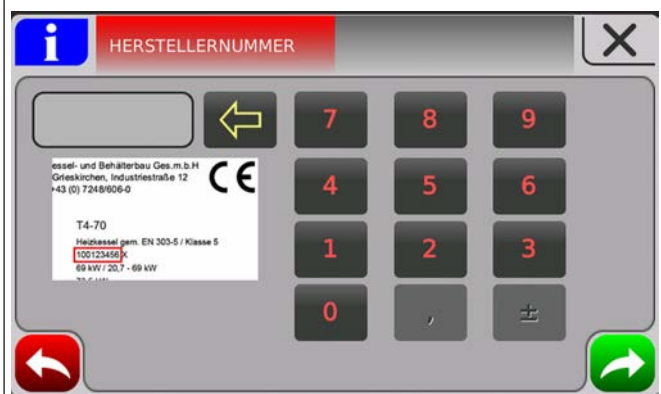 i
HERSTELLERNUMMER
X
7 8 9
essel- und Behälterbau Ges.m.b.H
Grieskirchen, Industriestraße 12
+43 (0) 7248/606-0
CE
4 5 6
T4-70
Heizkessel gem. EN 303-5 / Klasse 5
100123456 X
69 kW / 20,7 - 69 kW
1 2 3
0 , ±